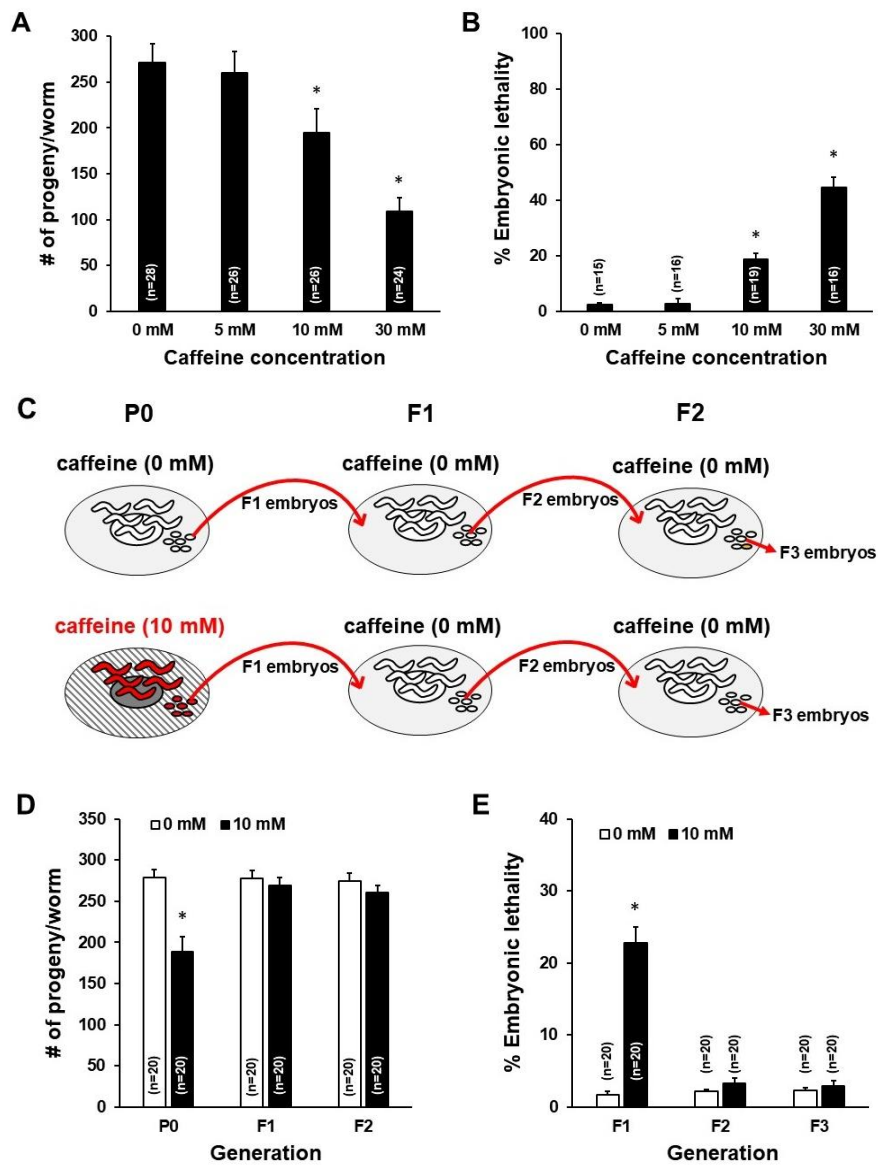 A
# of progeny/worm
300
250
200
150
100
50
0
*
*
(n=28)
(n=26)
(n=26)
(n=24)
0 mM 5 mM 10 mM 30 mM
Caffeine concentration
B
% Embryonic lethality
100
80
60
40
20
0
*
*
(n=15)
(n=16)
(n=19)
(n=16)
0 mM 5 mM 10 mM 30 mM
Caffeine concentration
C
P0 F1 F2
caffeine (0 mM) caffeine (0 mM) caffeine (0 mM)
F1 embryos F2 embryos
F3 embryos
caffeine (10 mM) caffeine (0 mM) caffeine (0 mM)
F1 embryos F2 embryos
F3 embryos
D
# of progeny/worm
350
300
250
200
150
100
50
0
0 mM 10 mM
*
(n=20) (n=20) (n=20) (n=20) (n=20) (n=20)
P0 F1 F2
Generation
E
% Embryonic lethality
40
30
20
10
0
0 mM 10 mM
*
(n=20) (n=20) (n=20) (n=20) (n=20) (n=20)
F1 F2 F3
Generation